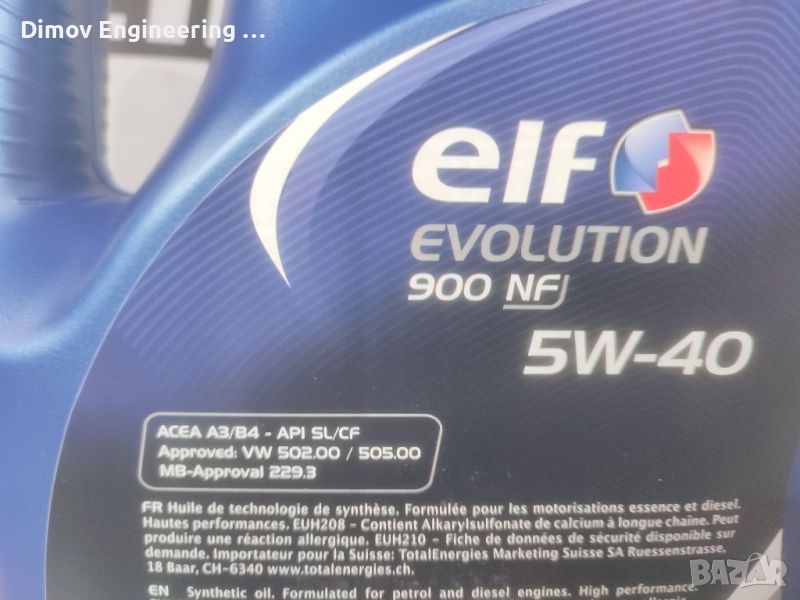 Dimov Engineering ...
elf
EVOLUTION
900 NF
5W-40
ACEA A3/B4 - API SL/CF
Approved: VW 502.00 / 505.00
MB-Approval 229.3
FR Huile de technologie de synthèse. Formulée pour les motorisations essence et diesel.
Hautes performances. EUH208 - Contient Alkarylsulfonate de calcium à longue chaîne. Peut
produire une réaction allergique. EUH210 - Fiche de données de sécurité disponible sur
demande. Importateur pour la Suisse: TotalEnergies Marketing Suisse SA Ruessenstrasse,
18 Baar, CH-6340 www.totalenergies.ch.
EN Synthetic oil. Formulated for petrol and diesel engines. High performance.
BAZAR